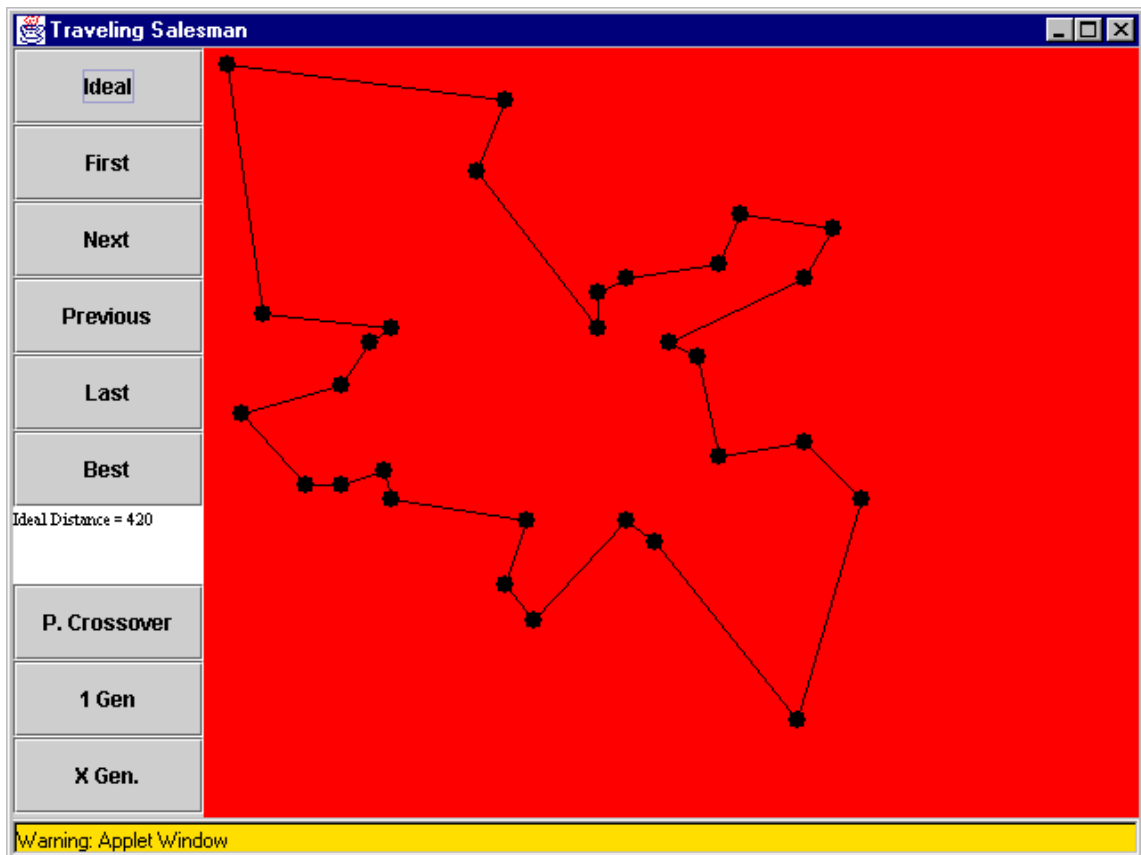 Traveling Salesman
Ideal
First
Next
Previous
Last
Best
Ideal Distance = 420
P. Crossover
1 Gen
X Gen.
Warning: Applet Window